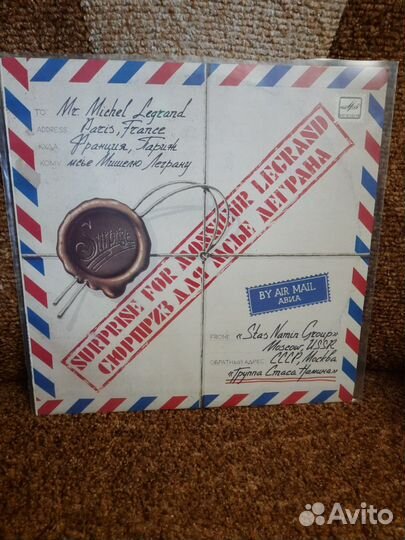 TO: Mr. Michel Legrand
ADDRESS: Paris, France
КУДА: Франция, Париж
КОМУ: мсье Мишелю Леграну
Surprise
SURPRISE FOR MONSIEUR LEGRAND
СЮРПРИЗ ДЛЯ МСЬЕ ЛЕГРАНА
BY AIR MAIL
АВИА
FROM: «Stas Namin Group»
Moscow, USSR
ОБРАТНЫЙ АДРЕС: СССР, Москва
«Группа Стаса Намина»
Avito